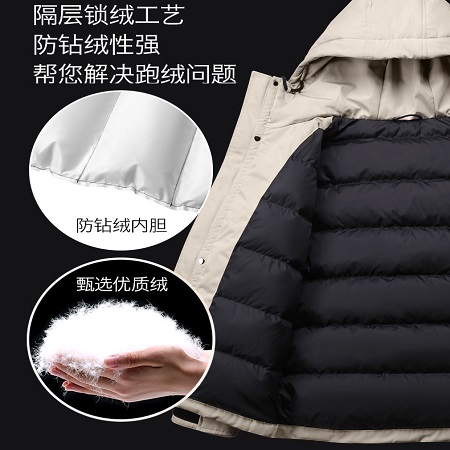 隔层锁绒工艺
防钻绒性强
帮您解决跑绒问题
防钻绒内胆
甄选优质绒